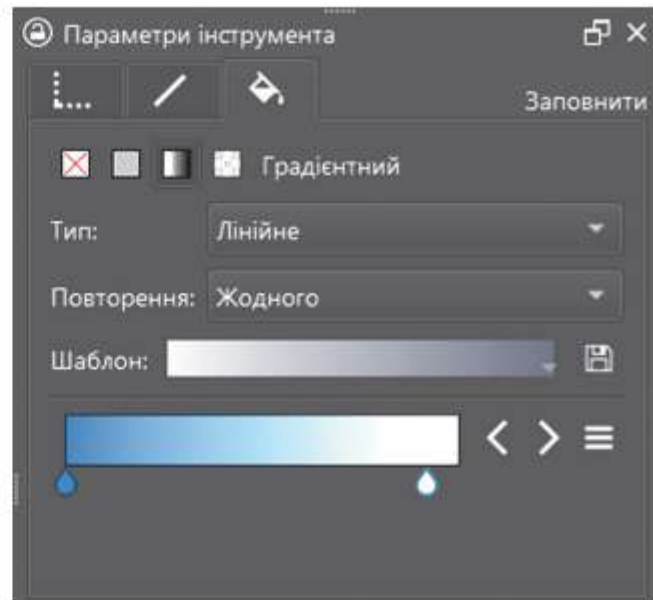 Параметри інструмента
Заповнити
Градієнтний
Тип: Лінійне
Повторення: Жодного
Шаблон: